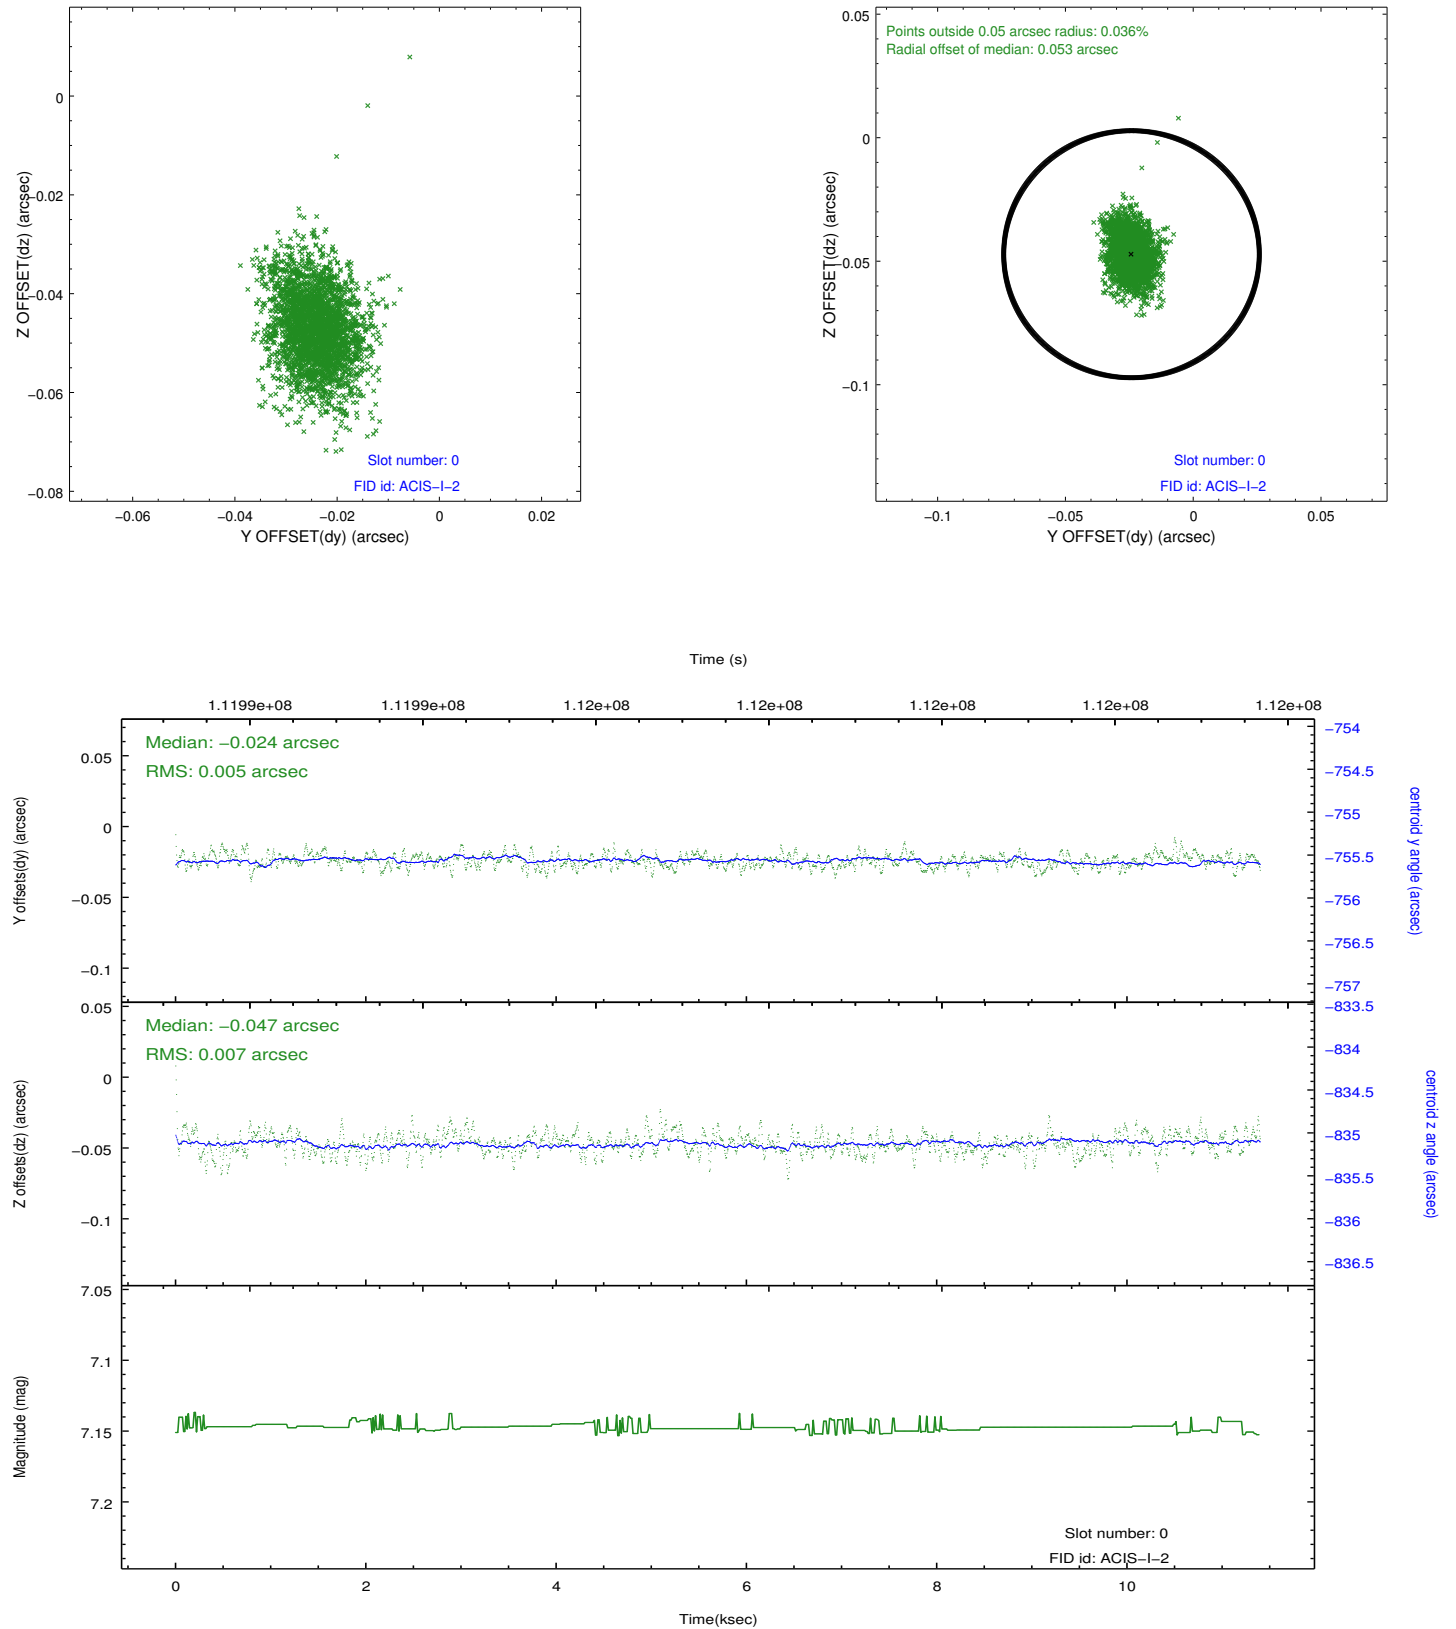 0
−0.02
−0.04
−0.06
−0.08
Z OFFSET(dz) (arcsec)
Slot number: 0
FID id: ACIS−I−2
−0.06
−0.04
−0.02
0
0.02
Y OFFSET(dy) (arcsec)
0.05
Points outside 0.05 arcsec radius: 0.036%
Radial offset of median: 0.053 arcsec
0
−0.05
−0.1
Z OFFSET(dz) (arcsec)
Slot number: 0
FID id: ACIS−I−2
−0.1
−0.05
0
0.05
Y OFFSET(dy) (arcsec)
Time (s)
1.1199e+08
1.1199e+08
1.12e+08
1.12e+08
1.12e+08
1.12e+08
1.12e+08
Median: −0.024 arcsec
RMS: 0.005 arcsec
0.05
0
−0.05
−0.1
Y offsets(dy) (arcsec)
−754
−754.5
−755
−755.5
−756
−756.5
−757
centroid y angle (arcsec)
Median: −0.047 arcsec
RMS: 0.007 arcsec
0.05
0
−0.05
−0.1
Z offsets(dz) (arcsec)
−833.5
−834
−834.5
−835
−835.5
−836
−836.5
centroid z angle (arcsec)
7.05
7.1
7.15
7.2
Magnitude (mag)
Slot number: 0
FID id: ACIS−I−2
0
2
4
6
8
10
Time(ksec)